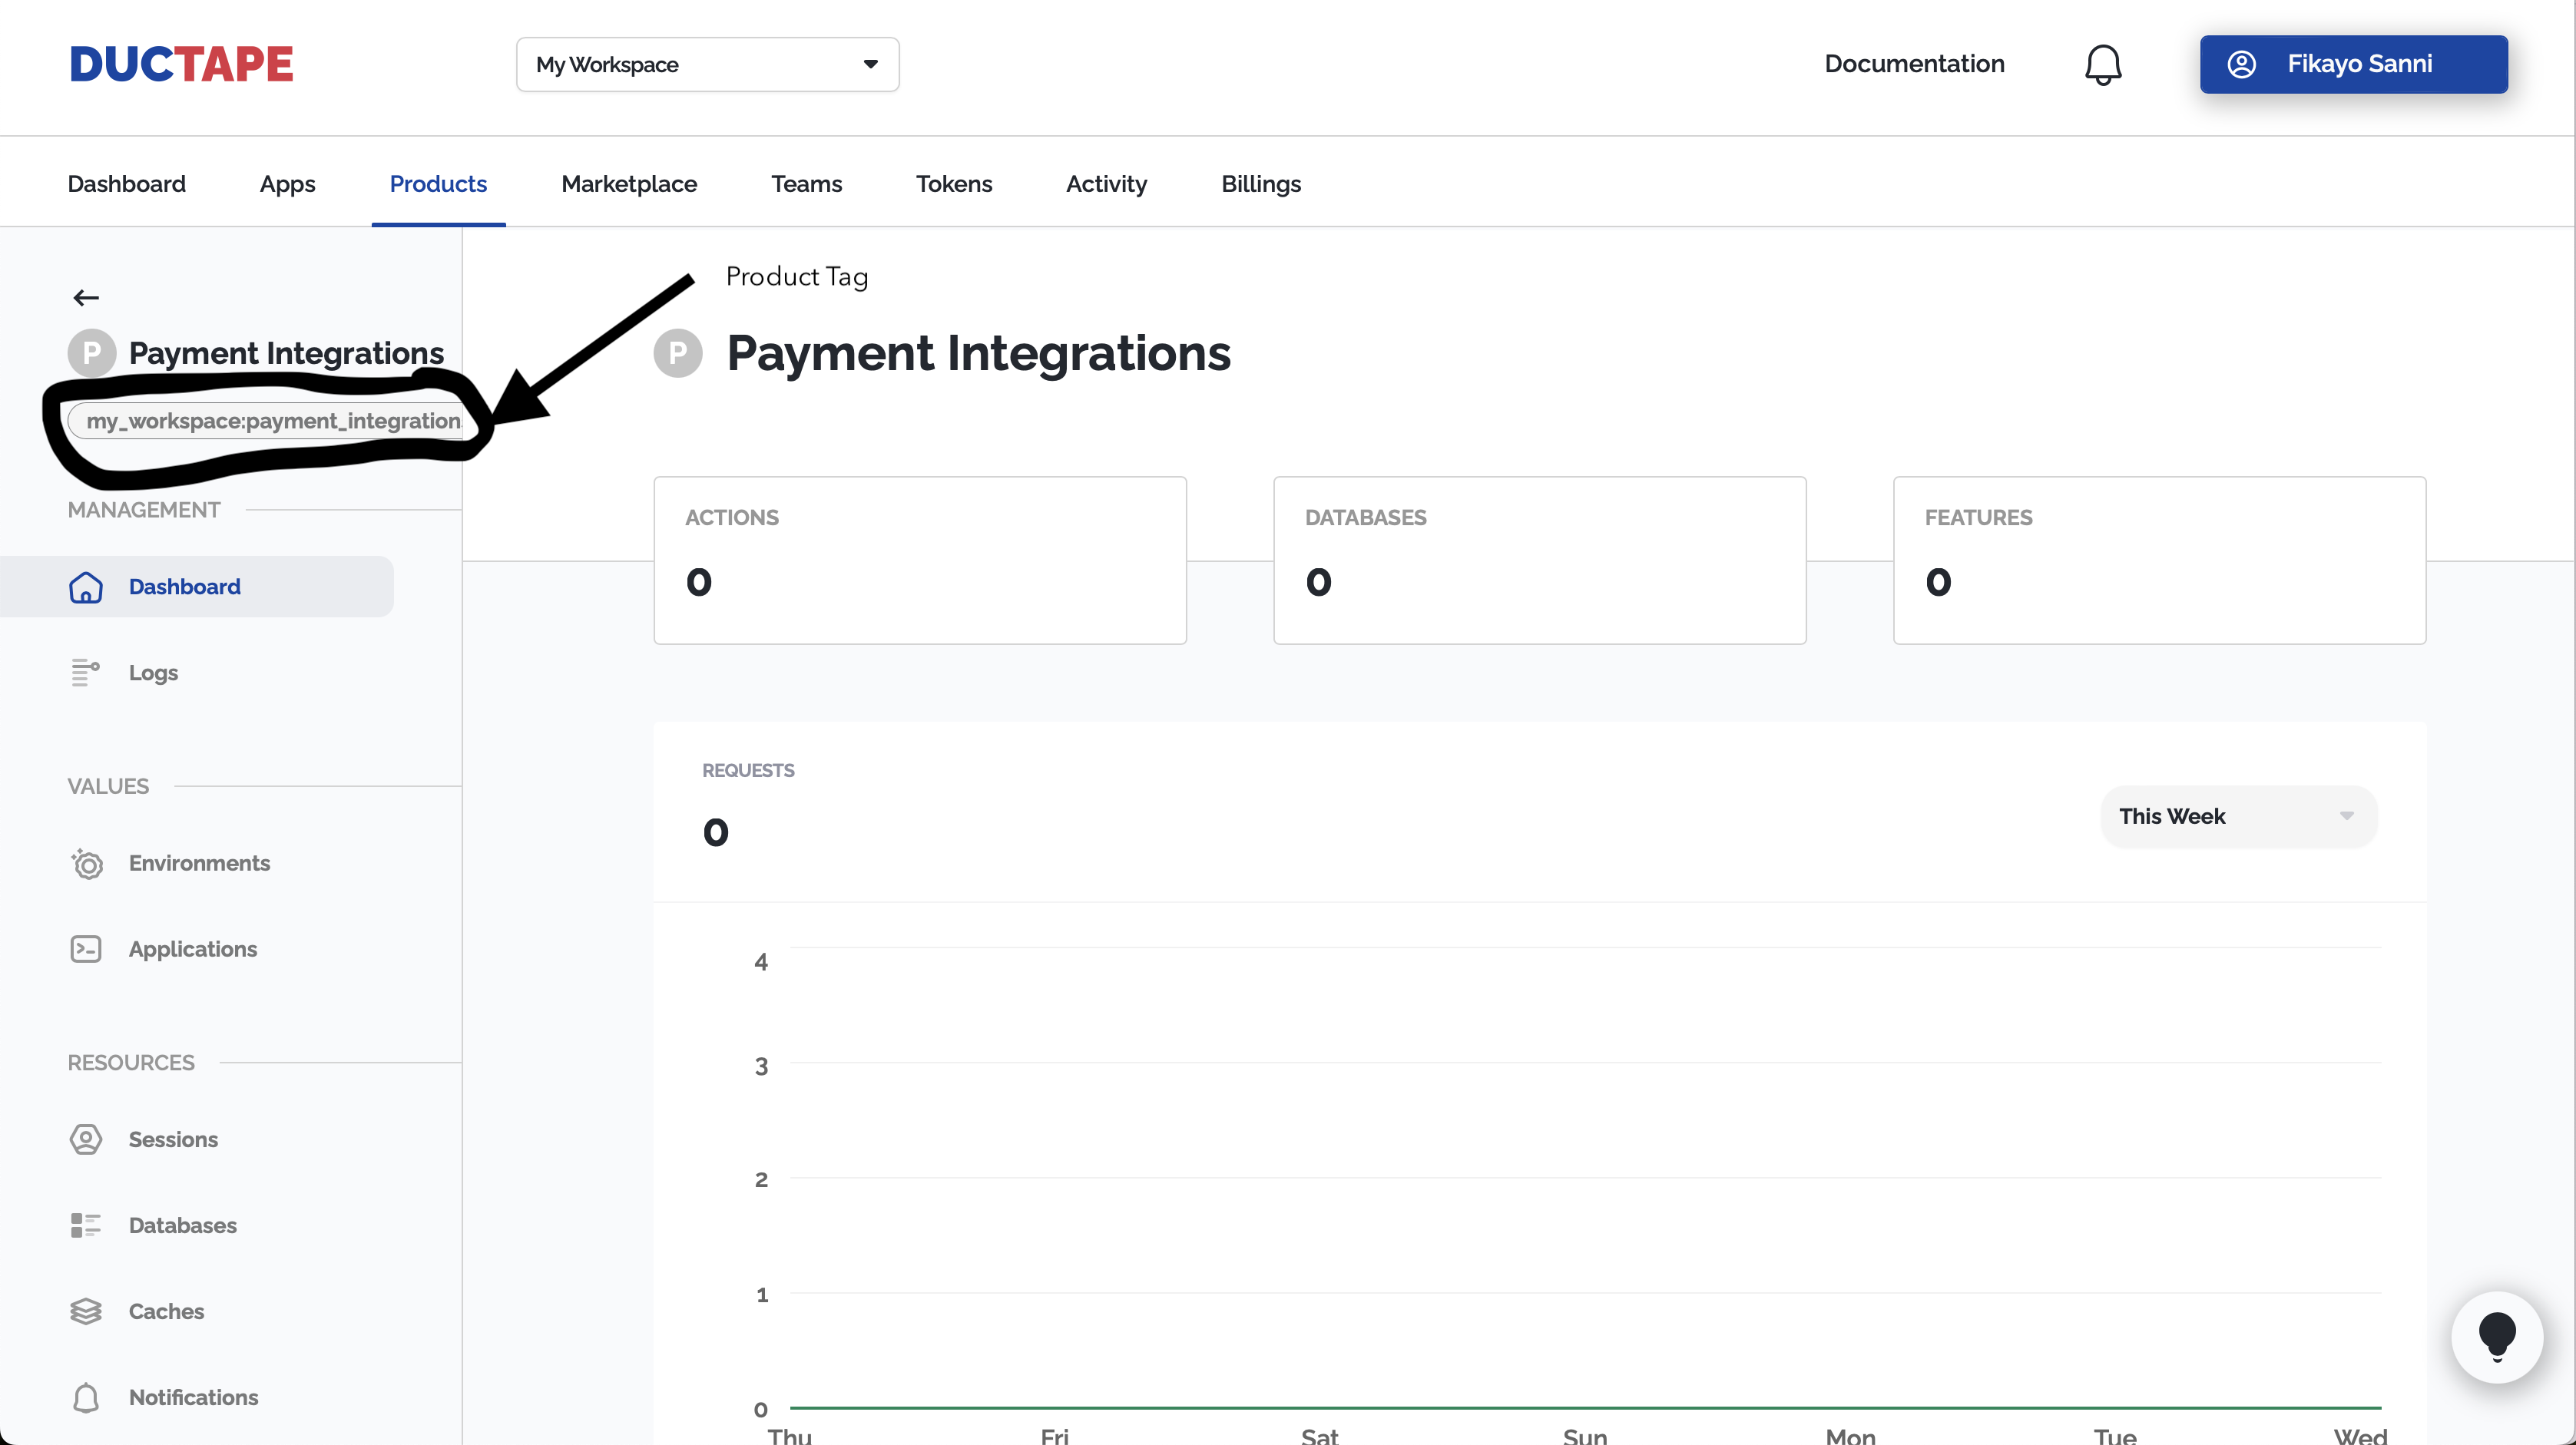 DUCTAPE
My Workspace
Documentation
Fikayo Sanni
Dashboard
Apps
Products
Marketplace
Teams
Tokens
Activity
Billings
P
Payment Integrations
my_workspace:payment_integration
MANAGEMENT
Dashboard
Logs
VALUES
Environments
Applications
RESOURCES
Sessions
Databases
Caches
Notifications
Product Tag
P
Payment Integrations
ACTIONS
0
DATABASES
0
FEATURES
0
REQUESTS
0
This Week
4
3
2
1
0
Thu
Fri
Sat
Sun
Mon
Tue
Wed